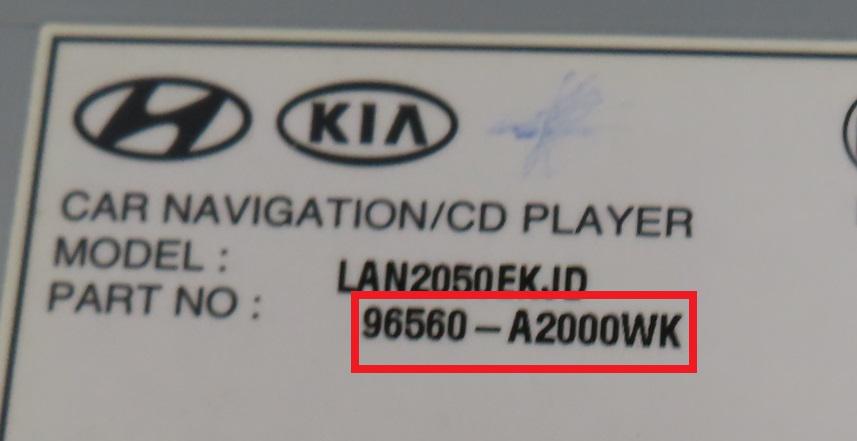 KIA
CAR NAVIGATION/CD PLAYER
MODEL : LAN2050EKJD
PART NO : 96560-A2000WK